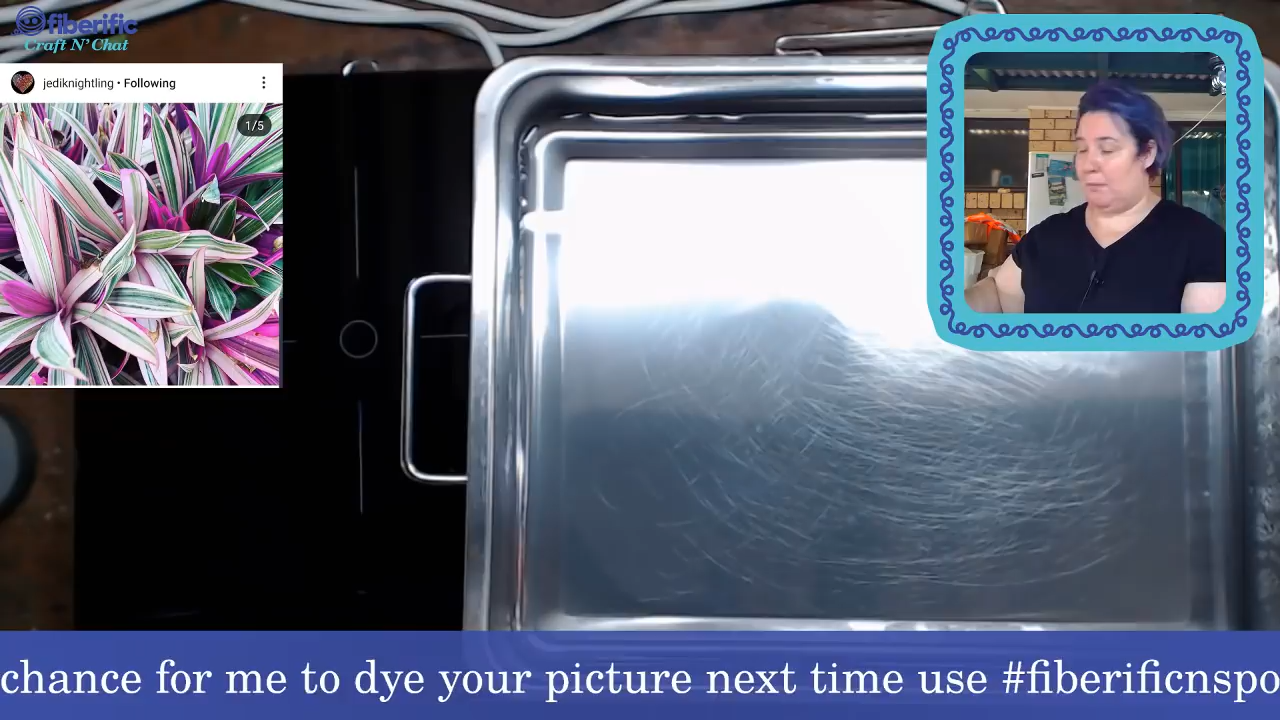 fiberific
Craft N' Chat
jediknightling • Following
1/5
chance for me to dye your picture next time use #fiberificnspo